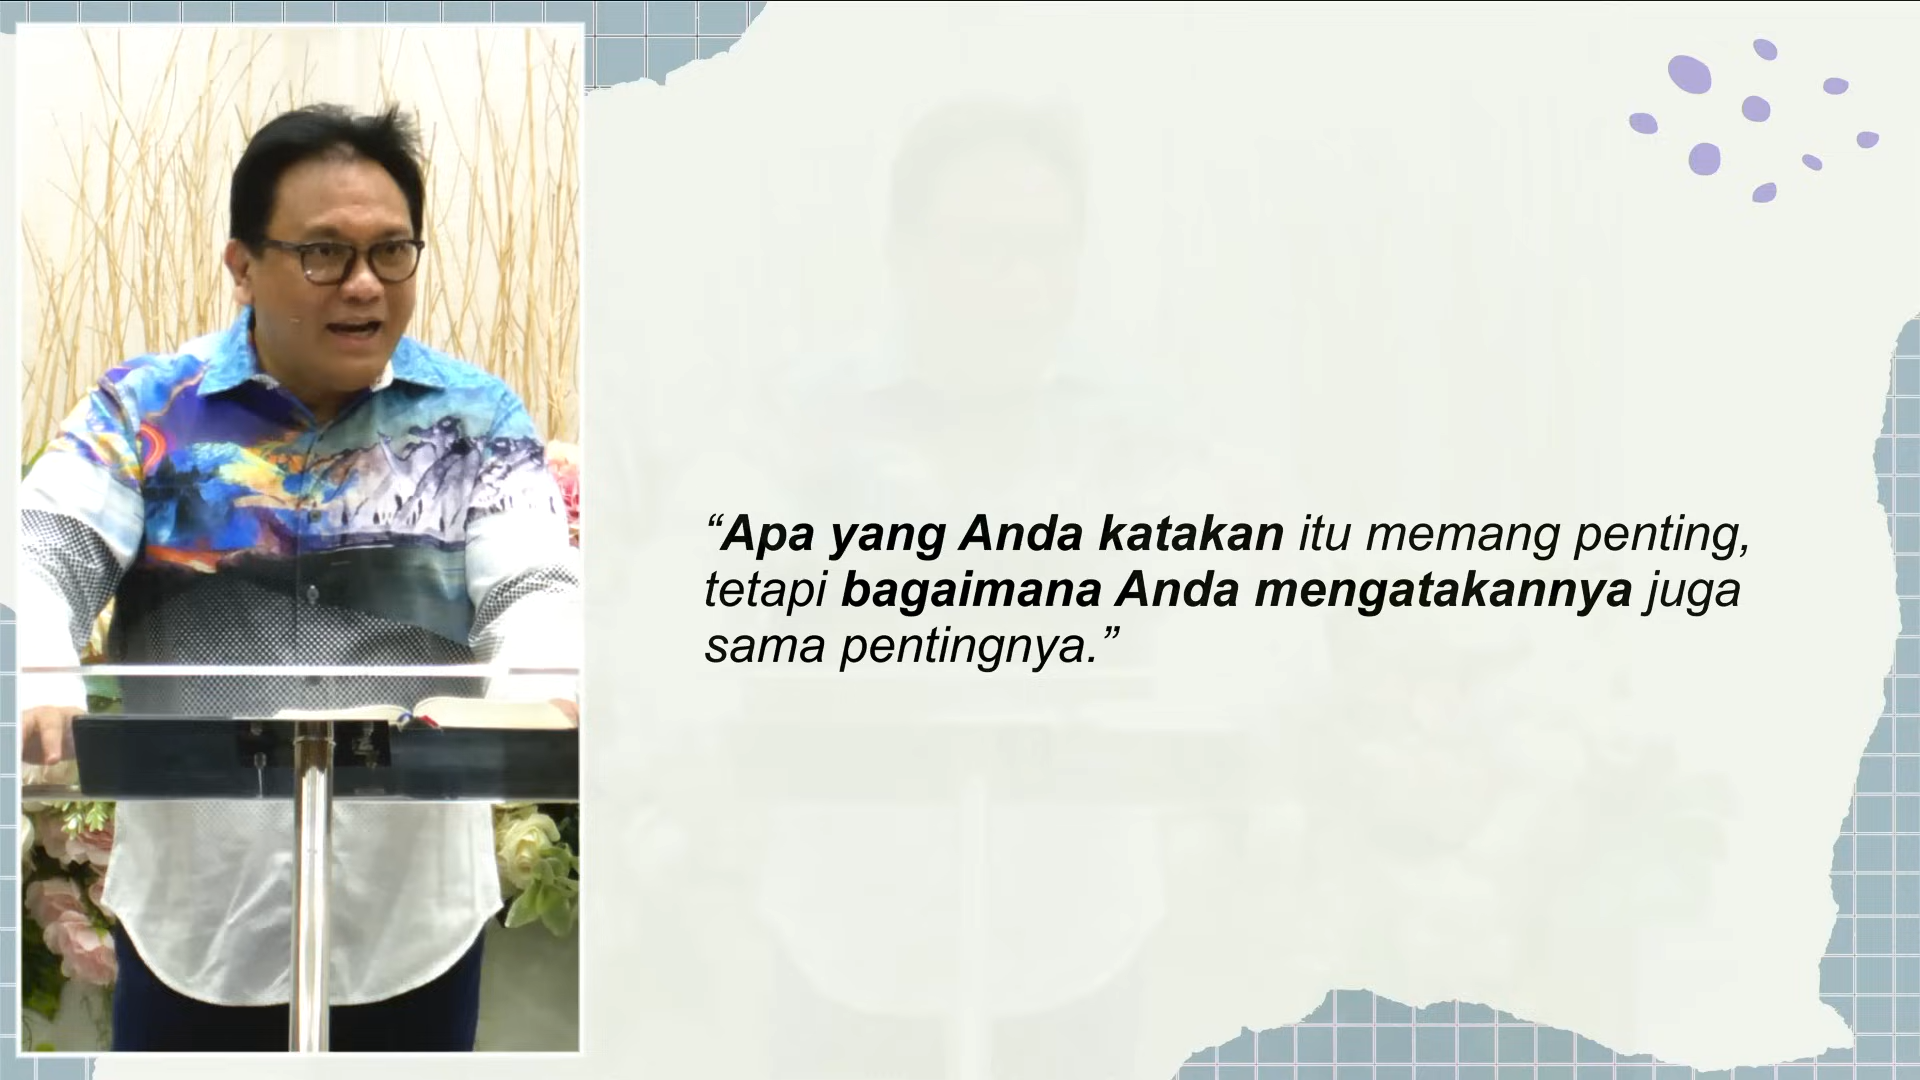 “Apa yang Anda katakan itu memang penting,
tetapi bagaimana Anda mengatakannya juga
sama pentingnya.”